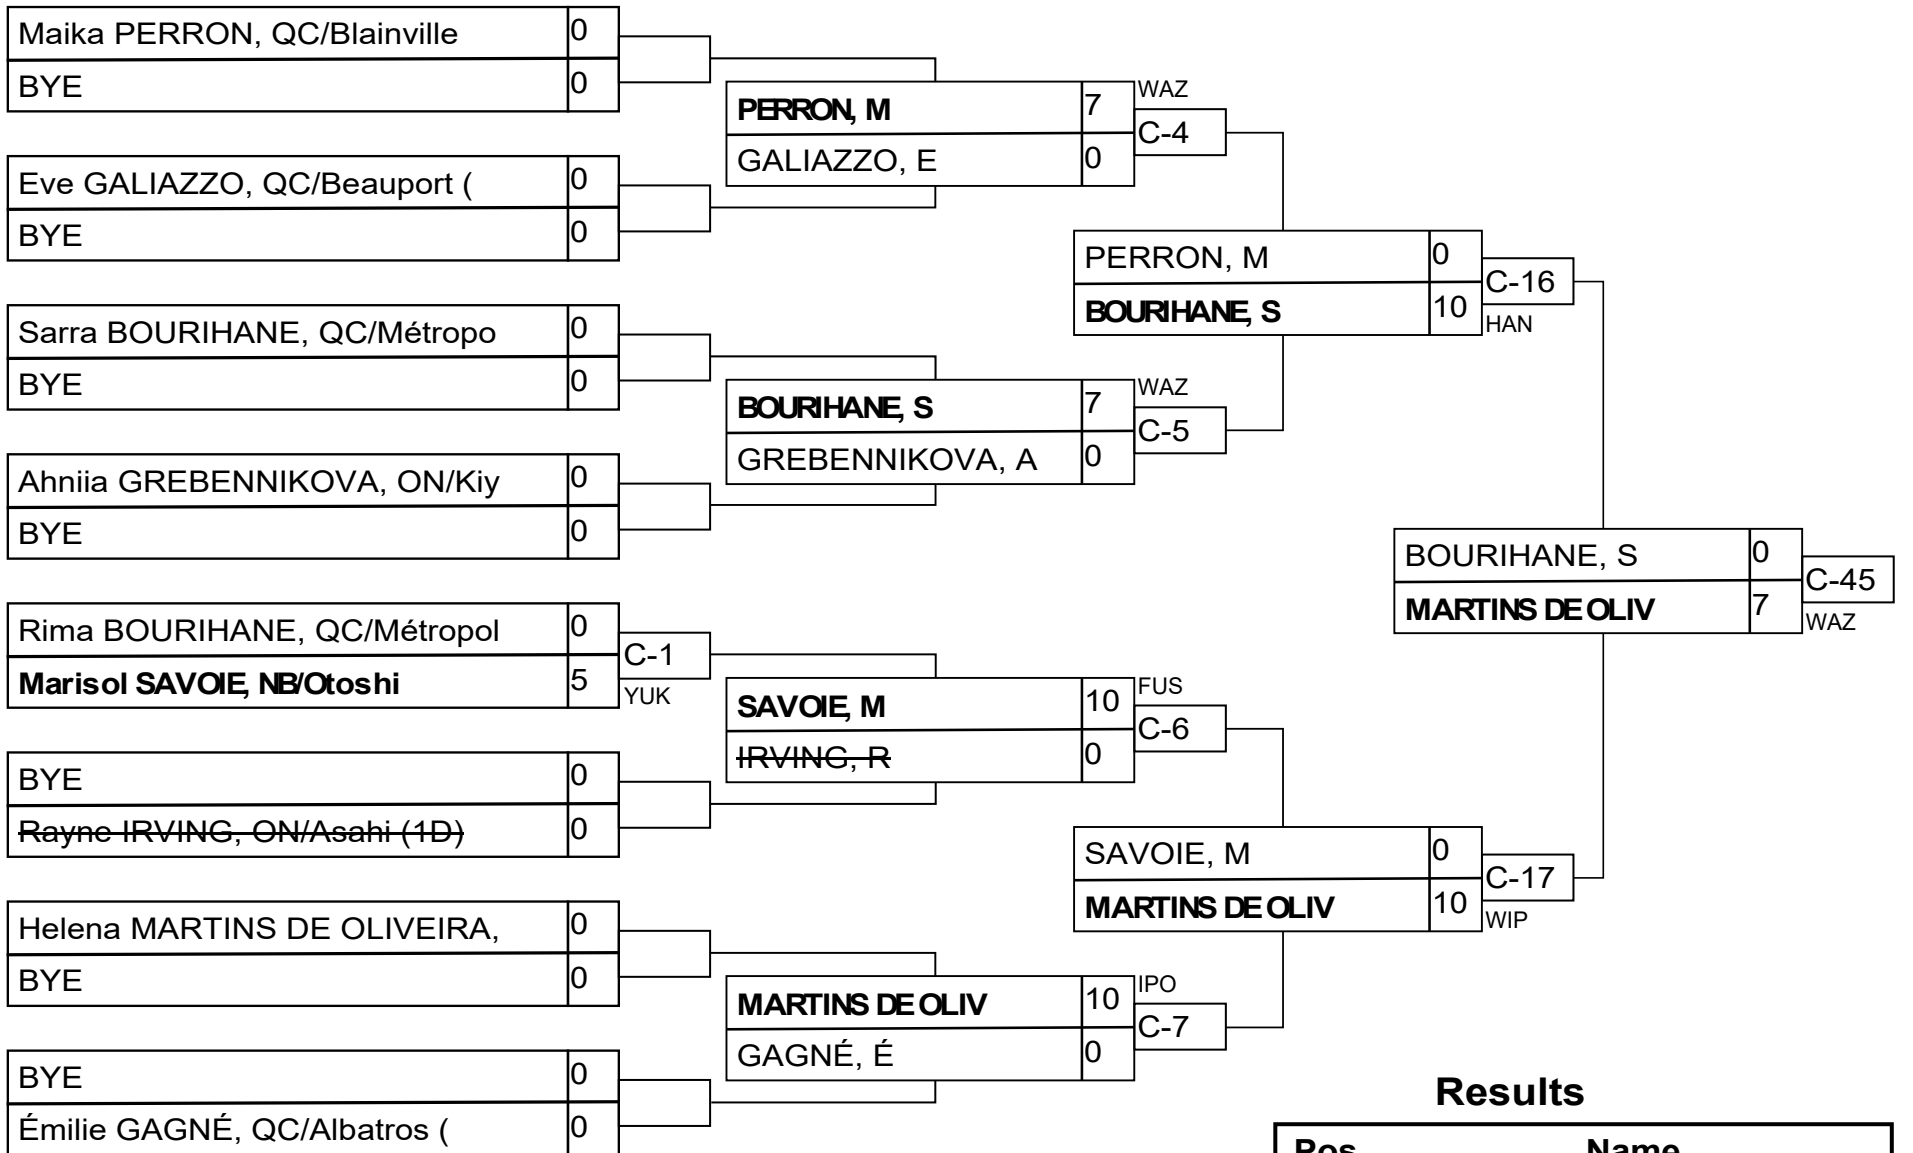 Maika PERRON, QC/Blainville 0
BYE 0
Eve GALIAZZO, QC/Beauport ( 0
BYE 0
Sarra BOURIHANE, QC/Métropo 0
BYE 0
Ahniia GREBENNIKOVA, ON/Kiy 0
BYE 0
Rima BOURIHANE, QC/Métropol 0
Marisol SAVOIE, NB/Otoshi 5
C-1
YUK
BYE 0
Rayne IRVING, ON/Asahi (1D) 0
Helena MARTINS DE OLIVEIRA, 0
BYE 0
BYE 0
Émilie GAGNÉ, QC/Albatros ( 0
PERRON, M 7
GALIAZZO, E 0
WAZ
C-4
BOURIHANE, S 7
GREBENNIKOVA, A 0
WAZ
C-5
SAVOIE, M 10
IRVING, R 0
FUS
C-6
MARTINS DE OLIV 10
GAGNÉ, É 0
IPO
C-7
PERRON, M 0
BOURIHANE, S 10
C-16
HAN
SAVOIE, M 0
MARTINS DE OLIV 10
C-17
WIP
BOURIHANE, S 0
MARTINS DE OLIV 7
C-45
WAZ
Results
Pos Name